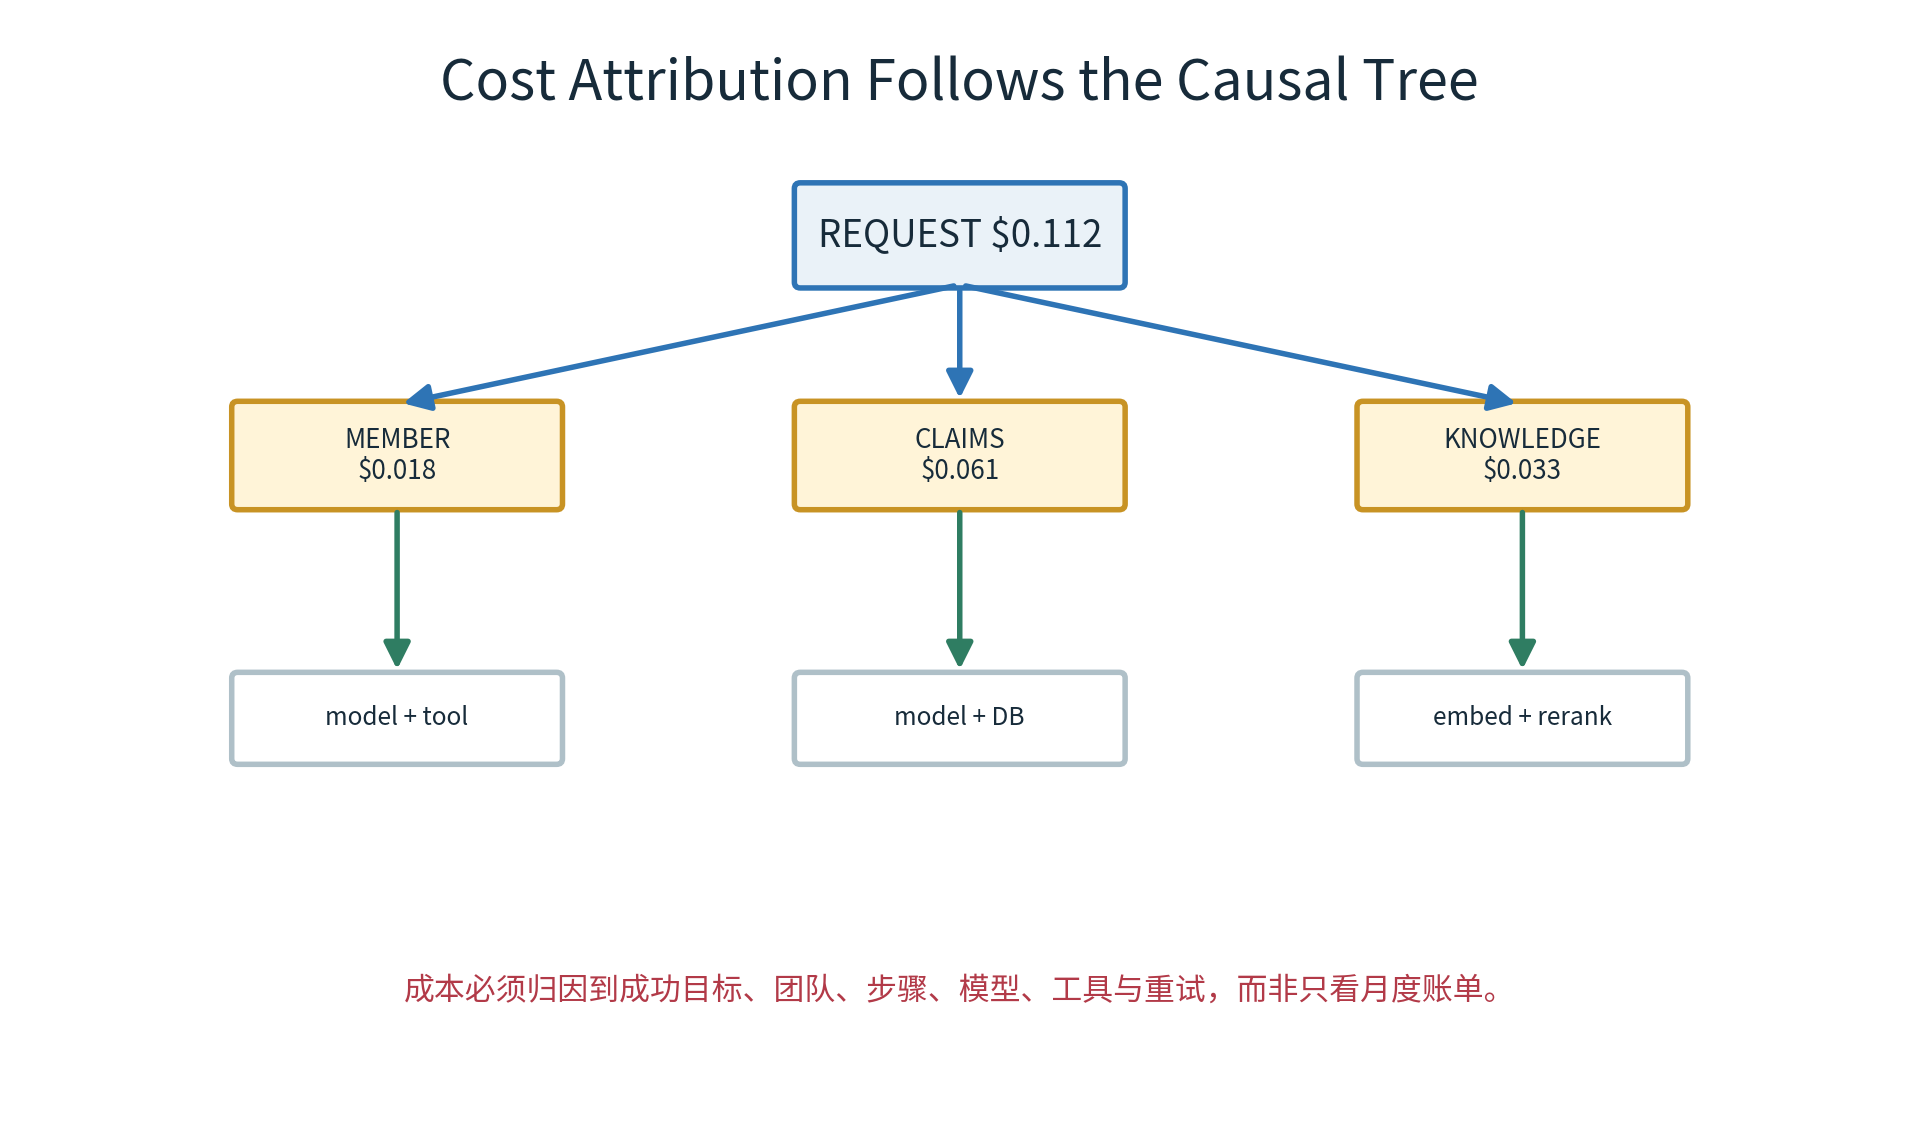 Cost Attribution Follows the Causal Tree
REQUEST $0.112
MEMBER
$0.018
CLAIMS
$0.061
KNOWLEDGE
$0.033
model + tool
model + DB
embed + rerank
成本必须归因到成功目标、团队、步骤、模型、工具与重试，而非只看月度账单。